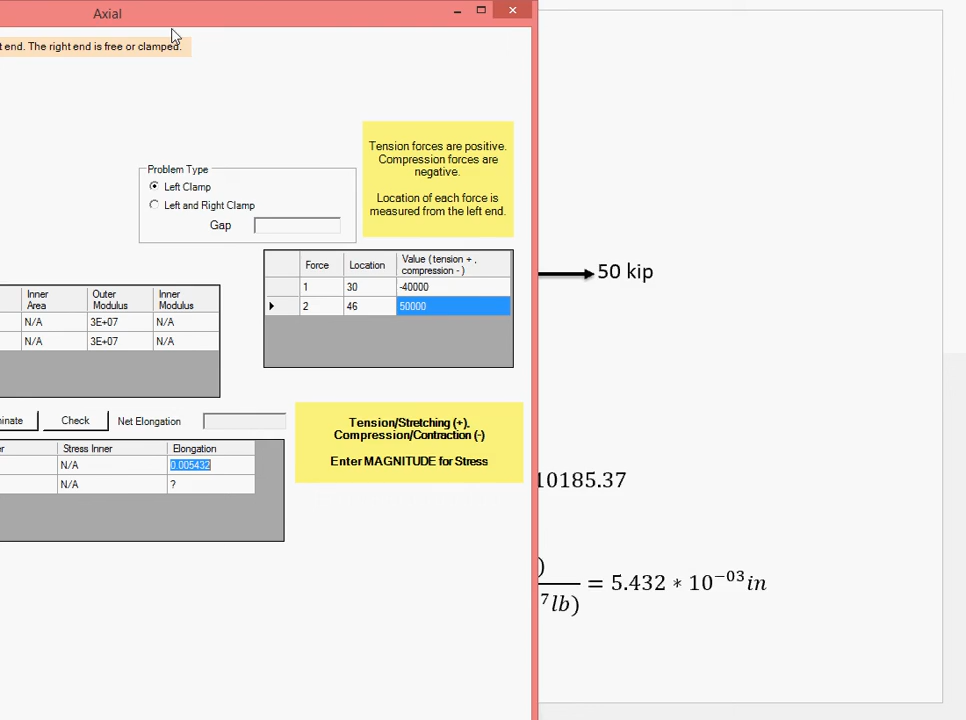 Axial
t end. The right end is free or clamped.
Tension forces are positive.
Compression forces are
negative.
Location of each force is
measured from the left end.
Problem Type
Left Clamp
Left and Right Clamp
Gap
Force Location Value ( tension + , compression - )
1 30 -40000
2 46 50000
50 kip
Inner Area Outer Modulus Inner Modulus
N/A 3E+07 N/A
N/A 3E+07 N/A
inate Check Net Elongation
Tension/Stretching (+).
Compression/Contraction (-)
Enter MAGNITUDE for Stress
er Stress Inner Elongation
N/A 0.005432
N/A ?
10185.37
)
⁷lb) = 5.432 ∗ 10⁻⁰³in